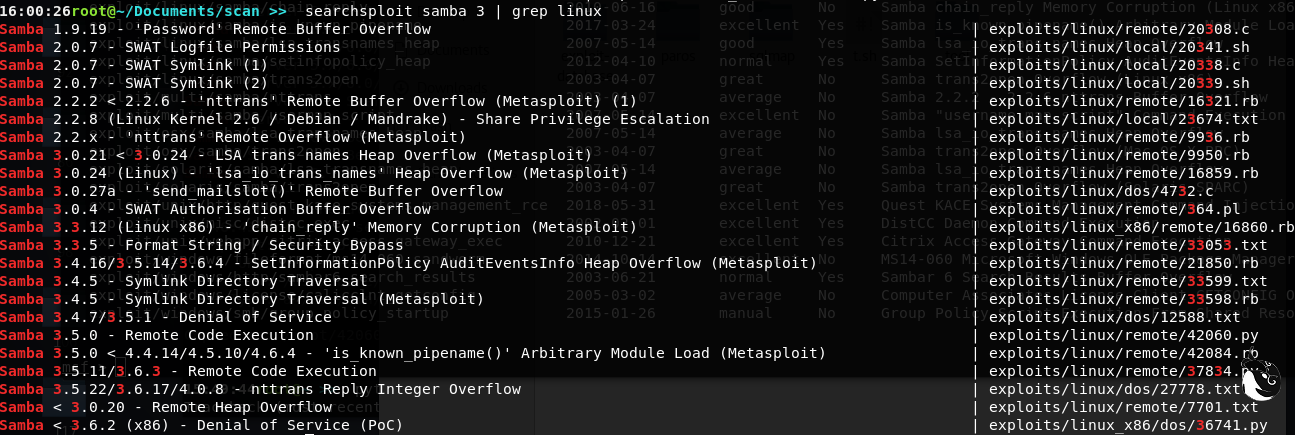 16:00:26root@~/Documents/scan >> searchsploit samba 3 | grep linux
Samba 1.9.19 - 'Password' Remote Buffer Overflow | exploits/linux/remote/20308.c
Samba 2.0.7 - SWAT Logfile Permissions | exploits/linux/local/20341.sh
Samba 2.0.7 - SWAT Symlink (1) | exploits/linux/local/20338.c
Samba 2.0.7 - SWAT Symlink (2) | exploits/linux/local/20339.sh
Samba 2.2.2 < 2.2.6 - 'nttrans' Remote Buffer Overflow (Metasploit) (1) | exploits/linux/remote/16321.rb
Samba 2.2.8 (Linux Kernel 2.6 / Debian / Mandrake) - Share Privilege Escalation | exploits/linux/local/23674.txt
Samba 2.2.x - 'nttrans' Remote Overflow (Metasploit) | exploits/linux/remote/9936.rb
Samba 3.0.21 < 3.0.24 - LSA trans names Heap Overflow (Metasploit) | exploits/linux/remote/9950.rb
Samba 3.0.24 (Linux) - 'lsa_io_trans_names' Heap Overflow (Metasploit) | exploits/linux/remote/16859.rb
Samba 3.0.27a - 'send_mailslot()' Remote Buffer Overflow | exploits/linux/dos/4732.c
Samba 3.0.4 - SWAT Authorisation Buffer Overflow | exploits/linux/remote/364.pl
Samba 3.3.12 (Linux x86) - 'chain_reply' Memory Corruption (Metasploit) | exploits/linux_x86/remote/16860.rb
Samba 3.3.5 - Format String / Security Bypass | exploits/linux/remote/33053.txt
Samba 3.4.16/3.5.14/3.6.4 - SetInformationPolicy AuditEventsInfo Heap Overflow (Metasploit) | exploits/linux/remote/21850.rb
Samba 3.4.5 - Symlink Directory Traversal | exploits/linux/remote/33599.txt
Samba 3.4.5 - Symlink Directory Traversal (Metasploit) | exploits/linux/remote/33598.rb
Samba 3.4.7/3.5.1 - Denial of Service | exploits/linux/dos/12588.txt
Samba 3.5.0 - Remote Code Execution | exploits/linux/remote/42060.py
Samba 3.5.0 < 4.4.14/4.5.10/4.6.4 - 'is_known_pipename()' Arbitrary Module Load (Metasploit) | exploits/linux/remote/42084.rb
Samba 3.5.11/3.6.3 - Remote Code Execution | exploits/linux/remote/37834.py
Samba 3.5.22/3.6.17/4.0.8 - nttrans Reply Integer Overflow | exploits/linux/dos/27778.txt
Samba < 3.0.20 - Remote Heap Overflow | exploits/linux/remote/7701.txt
Samba < 3.6.2 (x86) - Denial of Service (PoC) | exploits/linux_x86/dos/36741.py